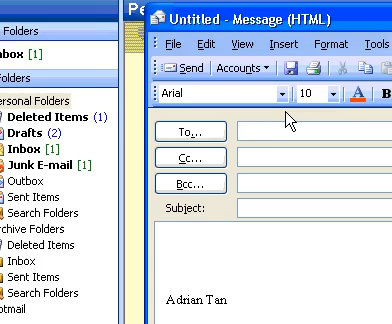 Folders
nbox [1]
Folders
ersonal Folders
Deleted Items (1)
Drafts (2)
Inbox [1]
Junk E-mail [1]
Outbox
Sent Items
Search Folders
rchive Folders
Deleted Items
Inbox
Sent Items
Search Folders
otmail
Pe
Untitled - Message (HTML)
File Edit View Insert Format Tools
Send Accounts
Arial 10 A B
To...
Cc...
Bcc...
Subject:
Adrian Tan